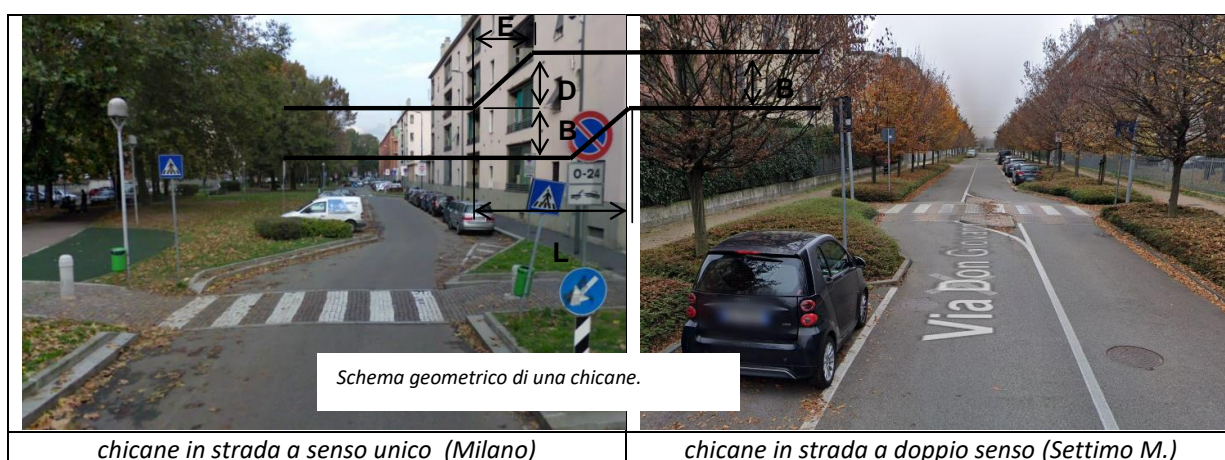 E
D
B
B
L
0-24
Via Don Giovanni
Schema geometrico di una chicane.
chicane in strada a senso unico (Milano)
chicane in strada a doppio senso (Settimo M.)